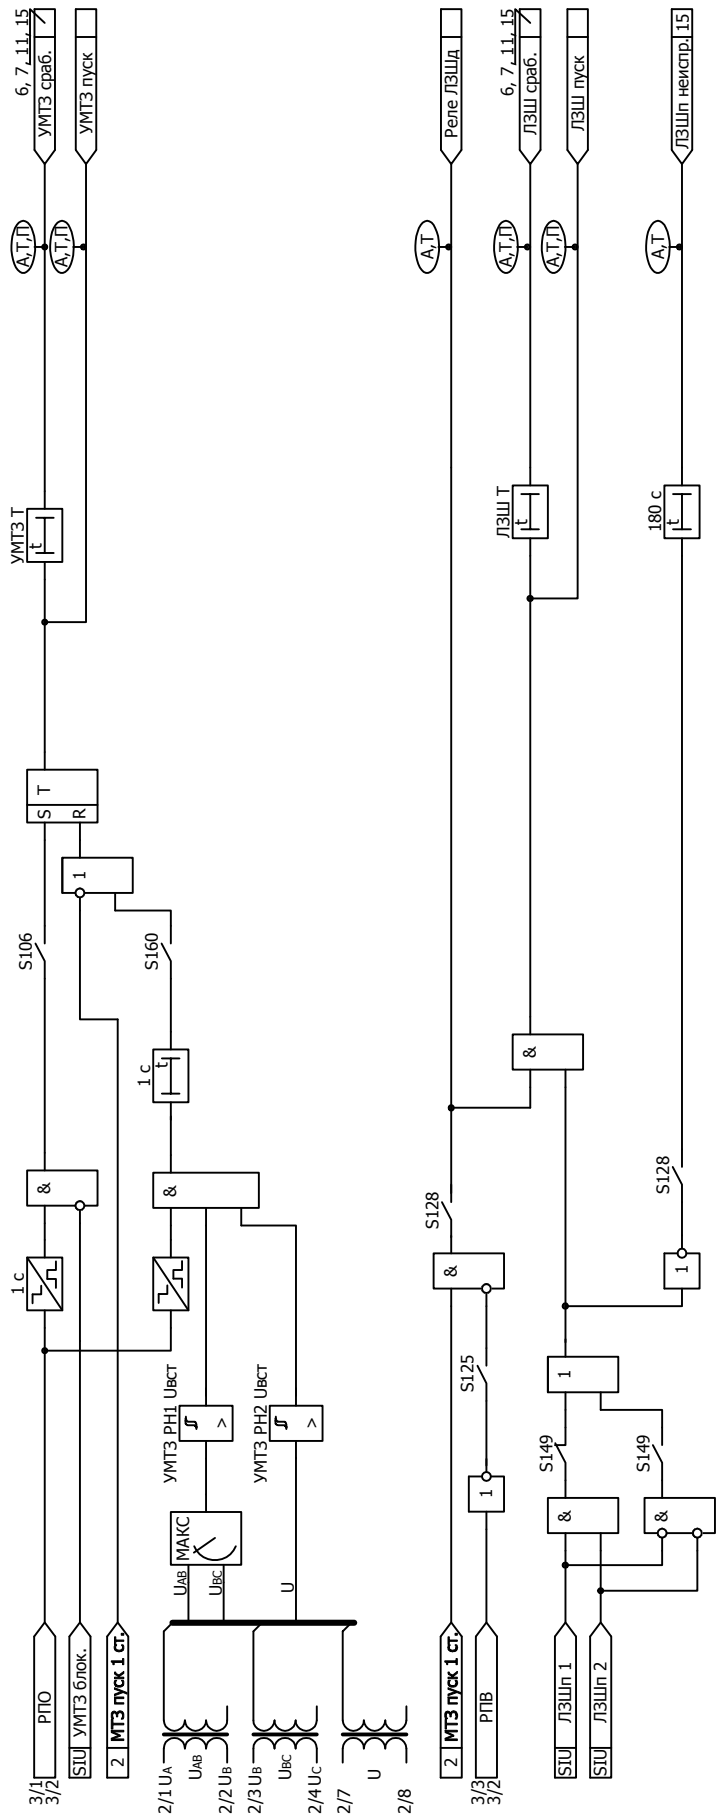 3/1
3/2
РПО
1 с
&
S106
S T
R
УМТЗ Т
t
А,Т,П
УМТЗ сраб.
6, 7, 11, 15
SIU УМТЗ блок.
1
А,Т,П
УМТЗ пуск
2 МТЗ пуск 1 ст.
&
1 с
t
S160
2/1 UA
UAB
2/2 UB
2/3 UB
UBC
2/4 UC
2/7
U
2/8
UAB
UBC
МАКС
УМТЗ РН1 Uвст
>
U
УМТЗ РН2 Uвст
>
2 МТЗ пуск 1 ст.
&
S128
А,Т
Реле ЛЗШд
3/3
3/2
РПВ
1
S125
&
ЛЗШ Т
t
А,Т,П
ЛЗШ сраб.
6, 7, 11, 15
А,Т,П
ЛЗШ пуск
SIU ЛЗШп 1
&
S149
1
SIU ЛЗШп 2
&
S149
1
S128
180 с
t
А,Т
ЛЗШп неиспр. 15